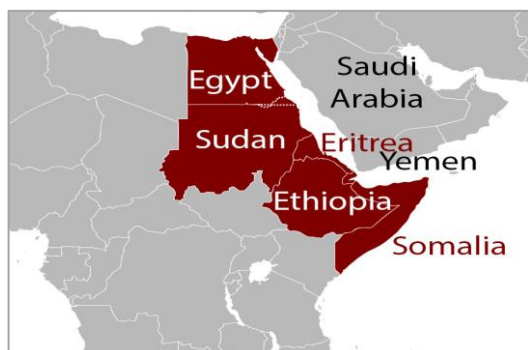 Egypt
Saudi
Arabia
Sudan
Eritrea
Yemen
Ethiopia
Somalia